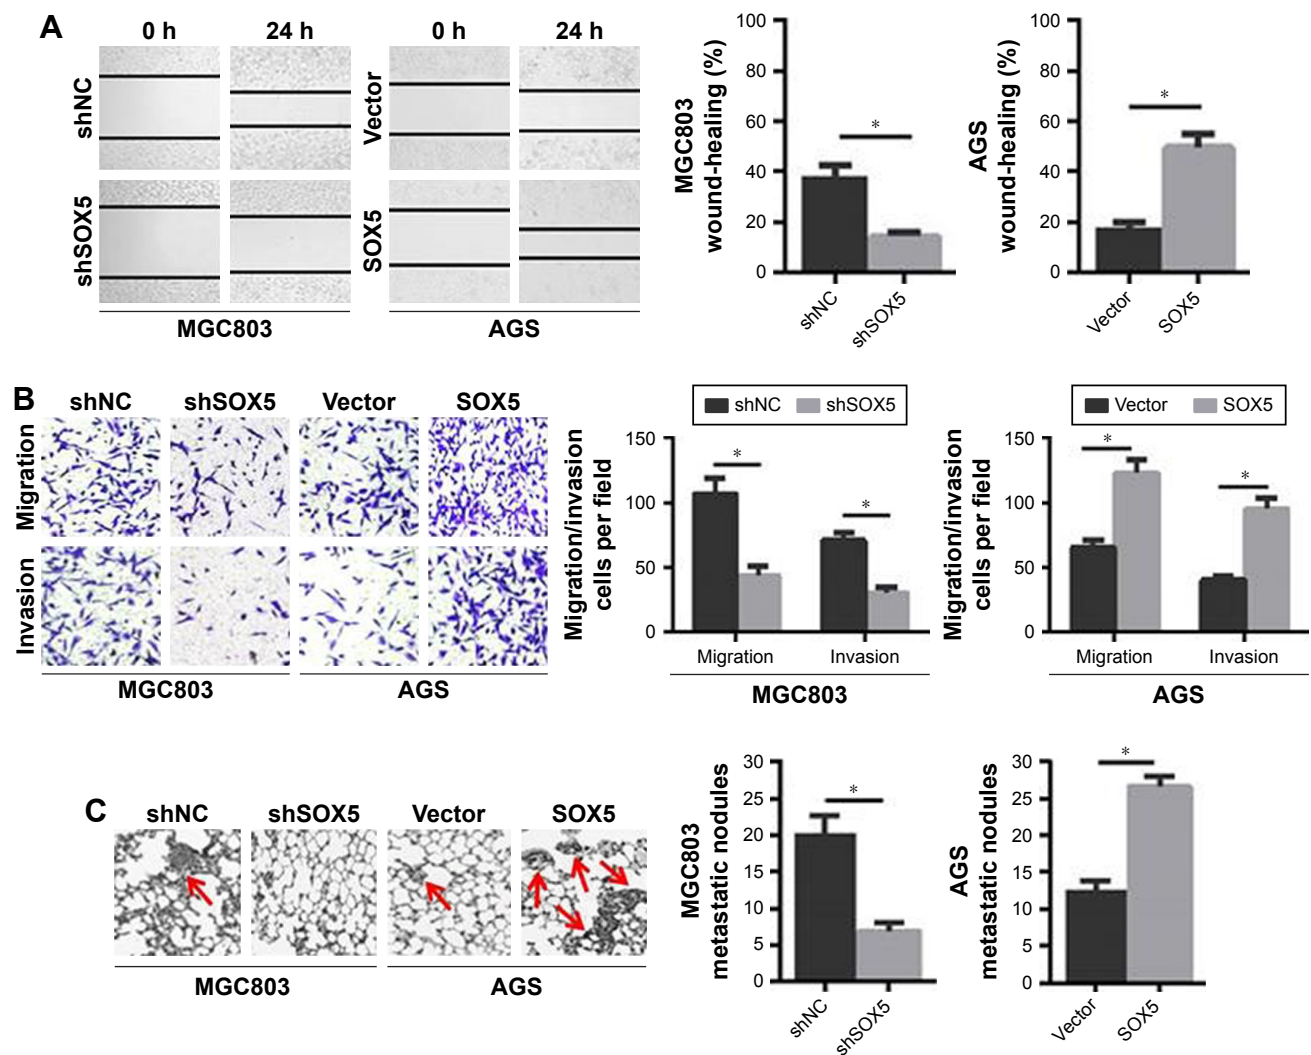 A
0 h
24 h
0 h
24 h
shNC
Vector
shSOX5
SOX5
MGC803
AGS
MGC803
wound-healing (%)
100
80
60
40
20
0
*
shNC
shSOX5
AGS
wound-healing (%)
100
80
60
40
20
0
*
Vector
SOX5
B
shNC
shSOX5
Vector
SOX5
Migration
Invasion
MGC803
AGS
shNC
shSOX5
Migration/invasion
cells per field
150
100
50
0
*
*
Migration
Invasion
MGC803
Vector
SOX5
Migration/invasion
cells per field
150
100
50
0
*
*
Migration
Invasion
AGS
C
shNC
shSOX5
Vector
SOX5
MGC803
AGS
MGC803
metastatic nodules
30
25
20
15
10
5
0
*
shNC
shSOX5
AGS
metastatic nodules
30
25
20
15
10
5
0
*
Vector
SOX5